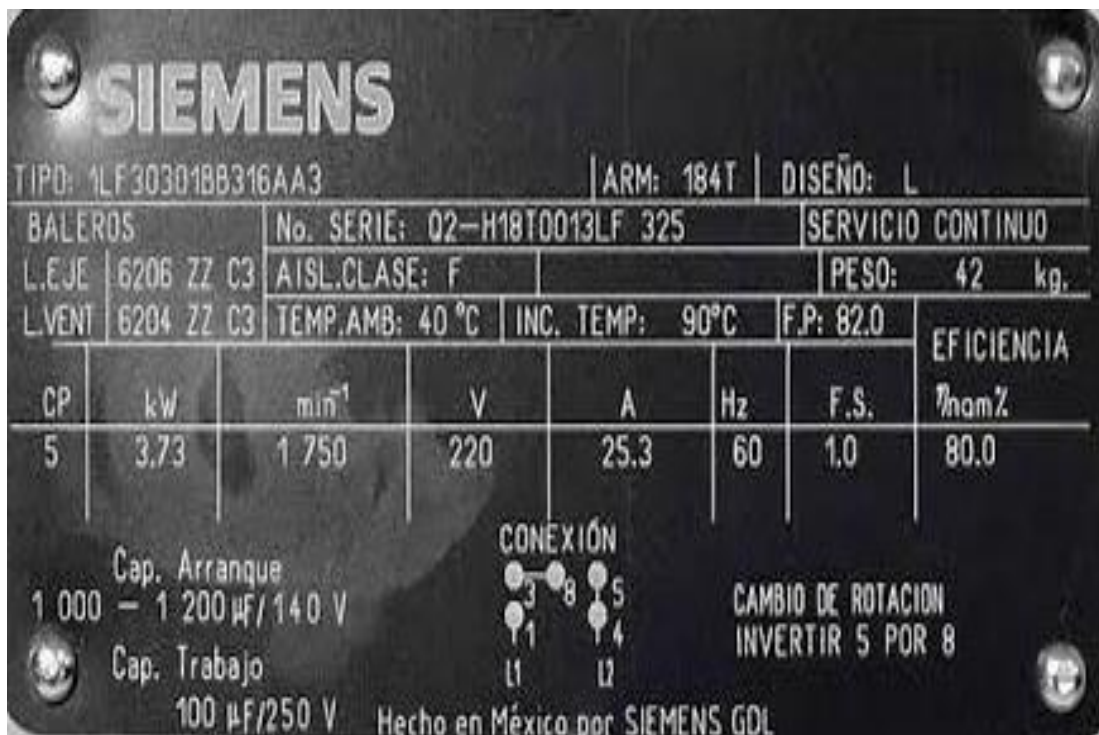 SIEMENS
TIPO: 1LF30301BB316AA3 ARM: 184T DISEÑO: L
BALEROS No. SERIE: Q2-H18T0013LF 325 SERVICIO CONTINUO
L.EJE 6206 ZZ C3 AISL.CLASE: F PESO: 42 kg.
L.VENT 6204 ZZ C3 TEMP.AMB: 40 °C INC. TEMP: 90°C F.P: 82.0
EFICIENCIA
CP kW min⁻¹ V A Hz F.S. ηnom%
5 3.73 1 750 220 25.3 60 1.0 80.0
CONEXIÓN
Cap. Arranque
1 000 - 1 200 µF/140 V
3 8 5
1 4
L1 L2
CAMBIO DE ROTACION
INVERTIR 5 POR 8
Cap. Trabajo
100 µF/250 V
Hecho en México por SIEMENS GDL